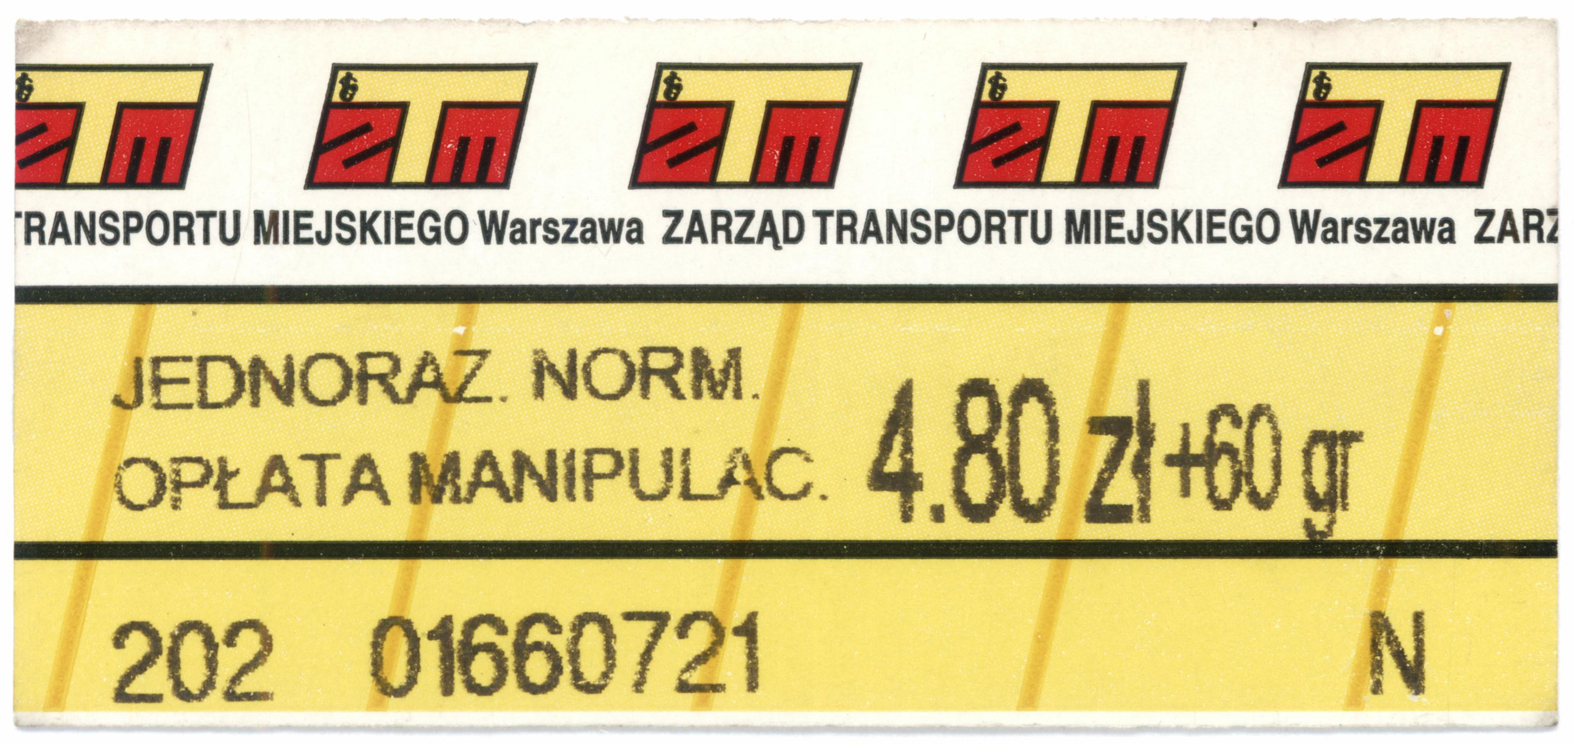 ZTM ZTM ZTM ZTM ZTM
TRANSPORTU MIEJSKIEGO Warszawa ZARZĄD TRANSPORTU MIEJSKIEGO Warszawa ZARZ
JEDNORAZ. NORM.
OPŁATA MANIPULAC. 4.80 zł+60 gr
202 01660721 N